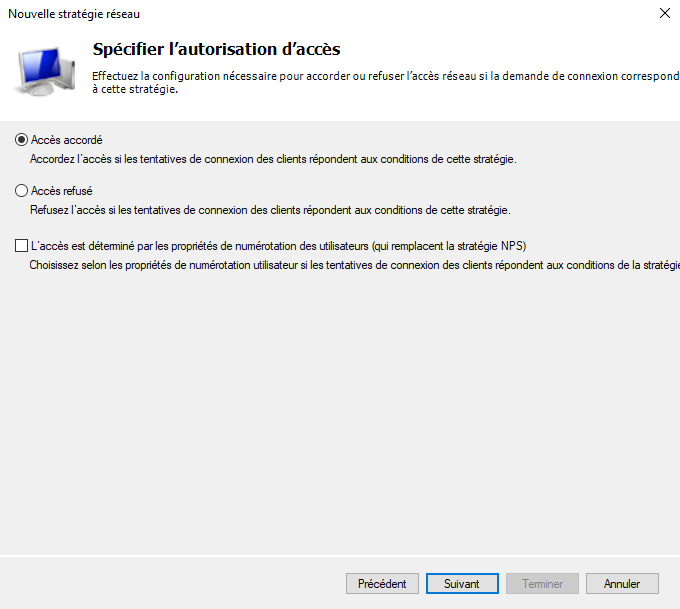 Nouvelle stratégie réseau
Spécifier l'autorisation d'accès
Effectuez la configuration nécessaire pour accorder ou refuser l'accès réseau si la demande de connexion correspond
à cette stratégie.
Accès accordé
Accordez l'accès si les tentatives de connexion des clients répondent aux conditions de cette stratégie.
Accès refusé
Refusez l'accès si les tentatives de connexion des clients répondent aux conditions de cette stratégie.
L'accès est déterminé par les propriétés de numérotation des utilisateurs (qui remplacent la stratégie NPS)
Choisissez selon les propriétés de numérotation utilisateur si les tentatives de connexion des clients répondent aux conditions de la stratégie
Précédent
Suivant
Terminer
Annuler